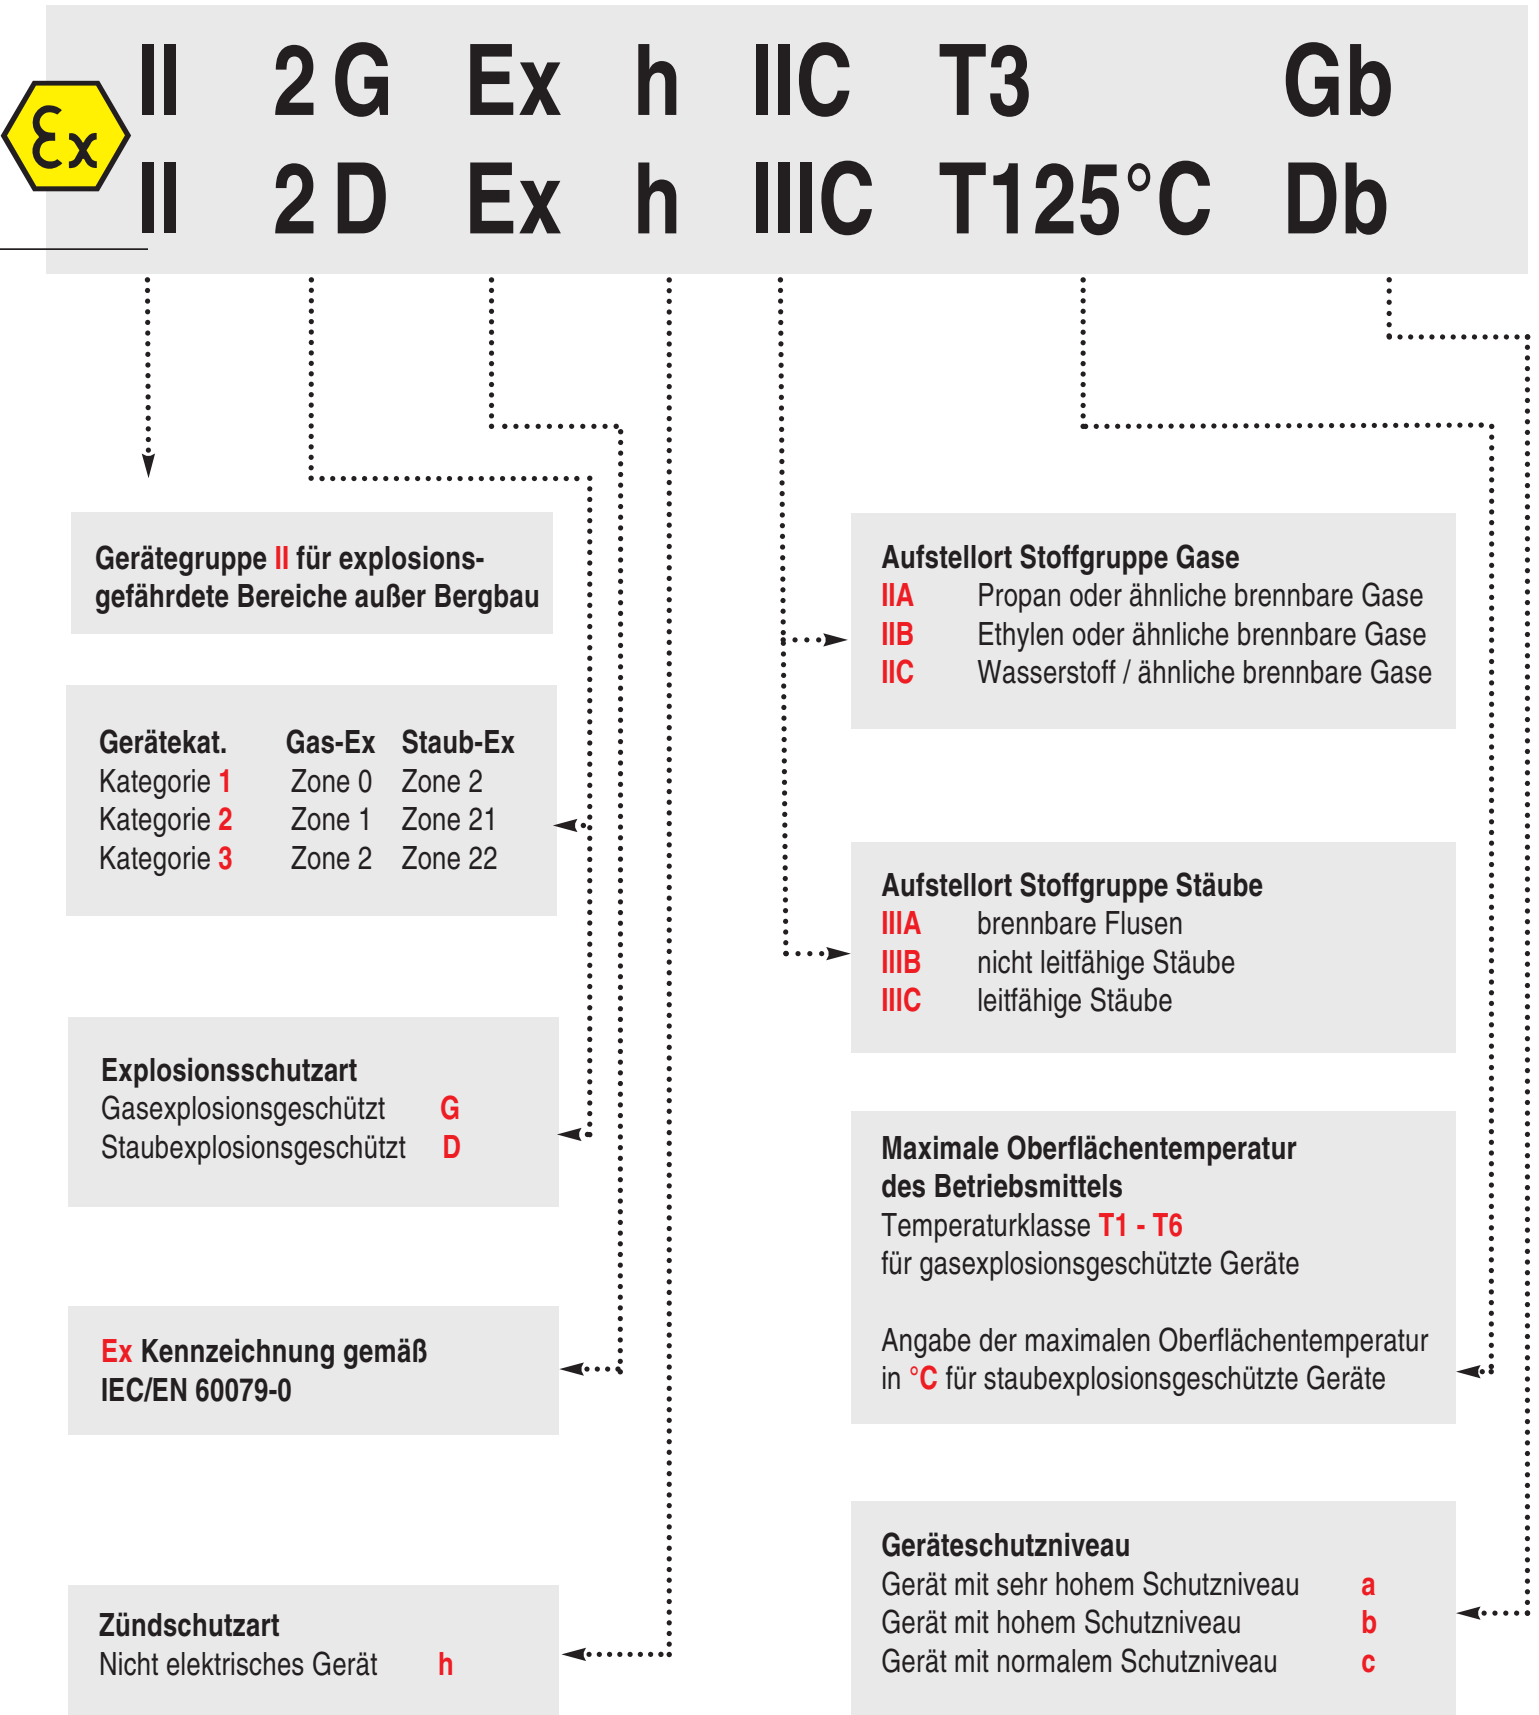 II 2 G Ex h IIC T3 Gb
Ex
II 2 D Ex h IIIC T125°C Db
Gerätegruppe II für explosions-
gefährdete Bereiche außer Bergbau
Gerätekat. Gas-Ex Staub-Ex
Kategorie 1 Zone 0 Zone 2
Kategorie 2 Zone 1 Zone 21
Kategorie 3 Zone 2 Zone 22
Explosionsschutzart
Gasexplosionsgeschützt G
Staubexplosionsgeschützt D
Ex Kennzeichnung gemäß
IEC/EN 60079-0
Zündschutzart
Nicht elektrisches Gerät h
Aufstellort Stoffgruppe Gase
IIA Propan oder ähnliche brennbare Gase
IIB Ethylen oder ähnliche brennbare Gase
IIC Wasserstoff / ähnliche brennbare Gase
Aufstellort Stoffgruppe Stäube
IIIA brennbare Flusen
IIIB nicht leitfähige Stäube
IIIC leitfähige Stäube
Maximale Oberflächentemperatur
des Betriebsmittels
Temperaturklasse T1 - T6
für gasexplosionsgeschützte Geräte
Angabe der maximalen Oberflächentemperatur
in °C für staubexplosionsgeschützte Geräte
Geräteschutzniveau
Gerät mit sehr hohem Schutzniveau a
Gerät mit hohem Schutzniveau b
Gerät mit normalem Schutzniveau c